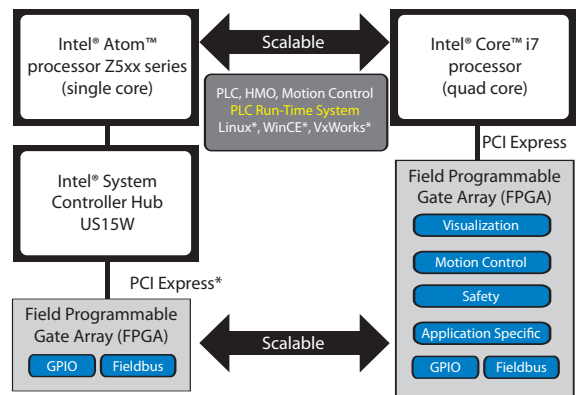 Intel® Atom™
processor Z5xx series
(single core)
Scalable
Intel® Core™ i7
processor
(quad core)
PLC, HMO, Motion Control
PLC Run-Time System
Linux*, WinCE*, VxWorks*
PCI Express
Intel® System
Controller Hub
US15W
Field Programmable
Gate Array (FPGA)
Visualization
Motion Control
Safety
Application Specific
GPIO Fieldbus
PCI Express*
Field Programmable
Gate Array (FPGA)
GPIO Fieldbus
Scalable